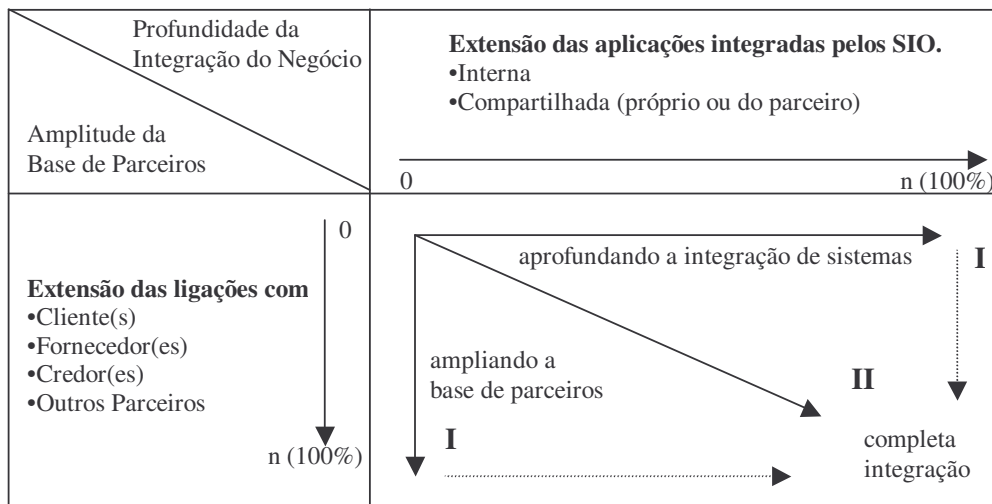 Profundidade da
Integração do Negócio
Amplitude da
Base de Parceiros
Extensão das aplicações integradas pelos SIO.
•Interna
•Compartilhada (próprio ou do parceiro)
0
n (100%)
0
Extensão das ligações com
•Cliente(s)
•Fornecedor(es)
•Credor(es)
•Outros Parceiros
n (100%)
aprofundando a integração de sistemas
I
ampliando a
base de parceiros
II
I
completa
integração